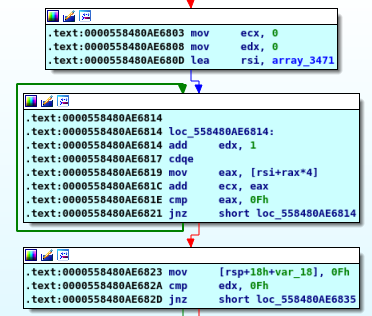 .text:0000558480AE6803 mov ecx, 0
.text:0000558480AE6808 mov edx, 0
.text:0000558480AE680D lea rsi, array_3471
.text:0000558480AE6814
.text:0000558480AE6814 loc_558480AE6814:
.text:0000558480AE6814 add edx, 1
.text:0000558480AE6817 cdqe
.text:0000558480AE6819 mov eax, [rsi+rax*4]
.text:0000558480AE681C add ecx, eax
.text:0000558480AE681E cmp eax, 0Fh
.text:0000558480AE6821 jnz short loc_558480AE6814
.text:0000558480AE6823 mov [rsp+18h+var_18], 0Fh
.text:0000558480AE682A cmp edx, 0Fh
.text:0000558480AE682D jnz short loc_558480AE6835